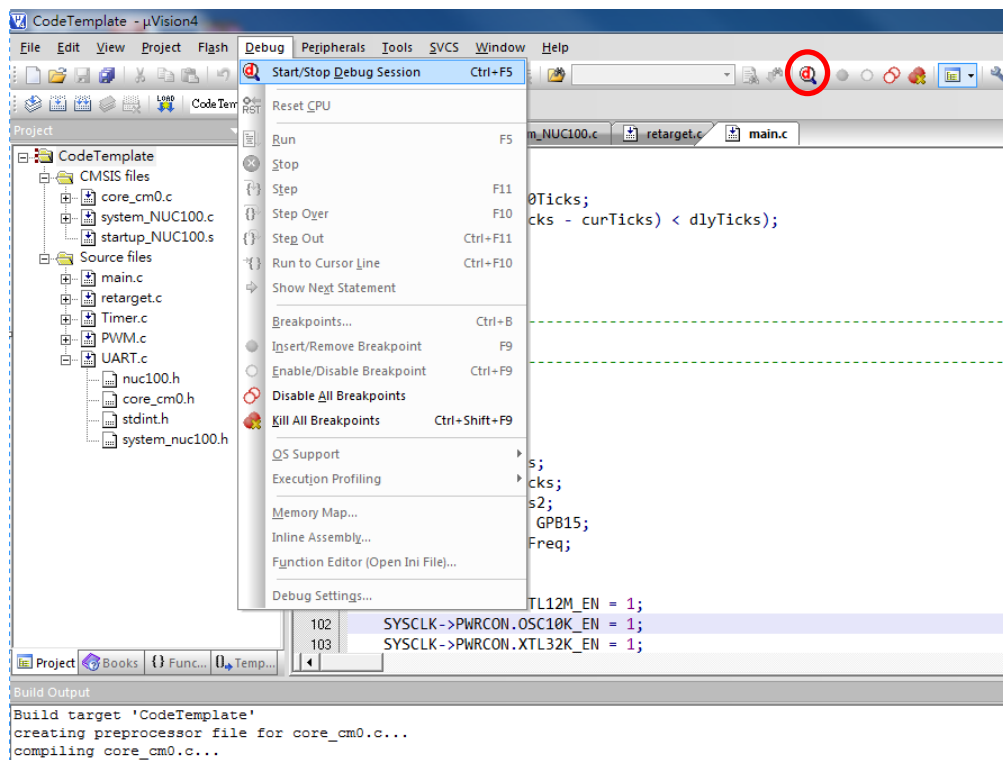 CodeTemplate - µVision4
File Edit View Project Flash Debug Peripherals Tools SVCS Window Help
Start/Stop Debug Session Ctrl+F5
LOAD CodeTem
RST Reset CPU
Project
m_NUC100.c retarget.c main.c
Run F5
CodeTemplate
Stop
CMSIS files
core_cm0.c
Step F11
0Ticks;
system_NUC100.c
Step Over F10
cks - curTicks) < dlyTicks);
startup_NUC100.s
Step Out Ctrl+F11
Source files
Run to Cursor Line Ctrl+F10
main.c
Show Next Statement
retarget.c
Timer.c
Breakpoints... Ctrl+B
PWM.c
Insert/Remove Breakpoint F9
UART.c
Enable/Disable Breakpoint Ctrl+F9
nuc100.h
Disable All Breakpoints
core_cm0.h
Kill All Breakpoints Ctrl+Shift+F9
stdint.h
system_nuc100.h
OS Support
s;
Execution Profiling
cks;
s2;
Memory Map...
GPB15;
Inline Assembly...
Freq;
Function Editor (Open Ini File)...
Debug Settings...
TL12M_EN = 1;
102 SYSCLK->PWRCON.OSC10K_EN = 1;
103 SYSCLK->PWRCON.XTL32K_EN = 1;
Project Books {} Func... 0 Temp...
Build Output
Build target 'CodeTemplate'
creating preprocessor file for core_cm0.c...
compiling core_cm0.c...